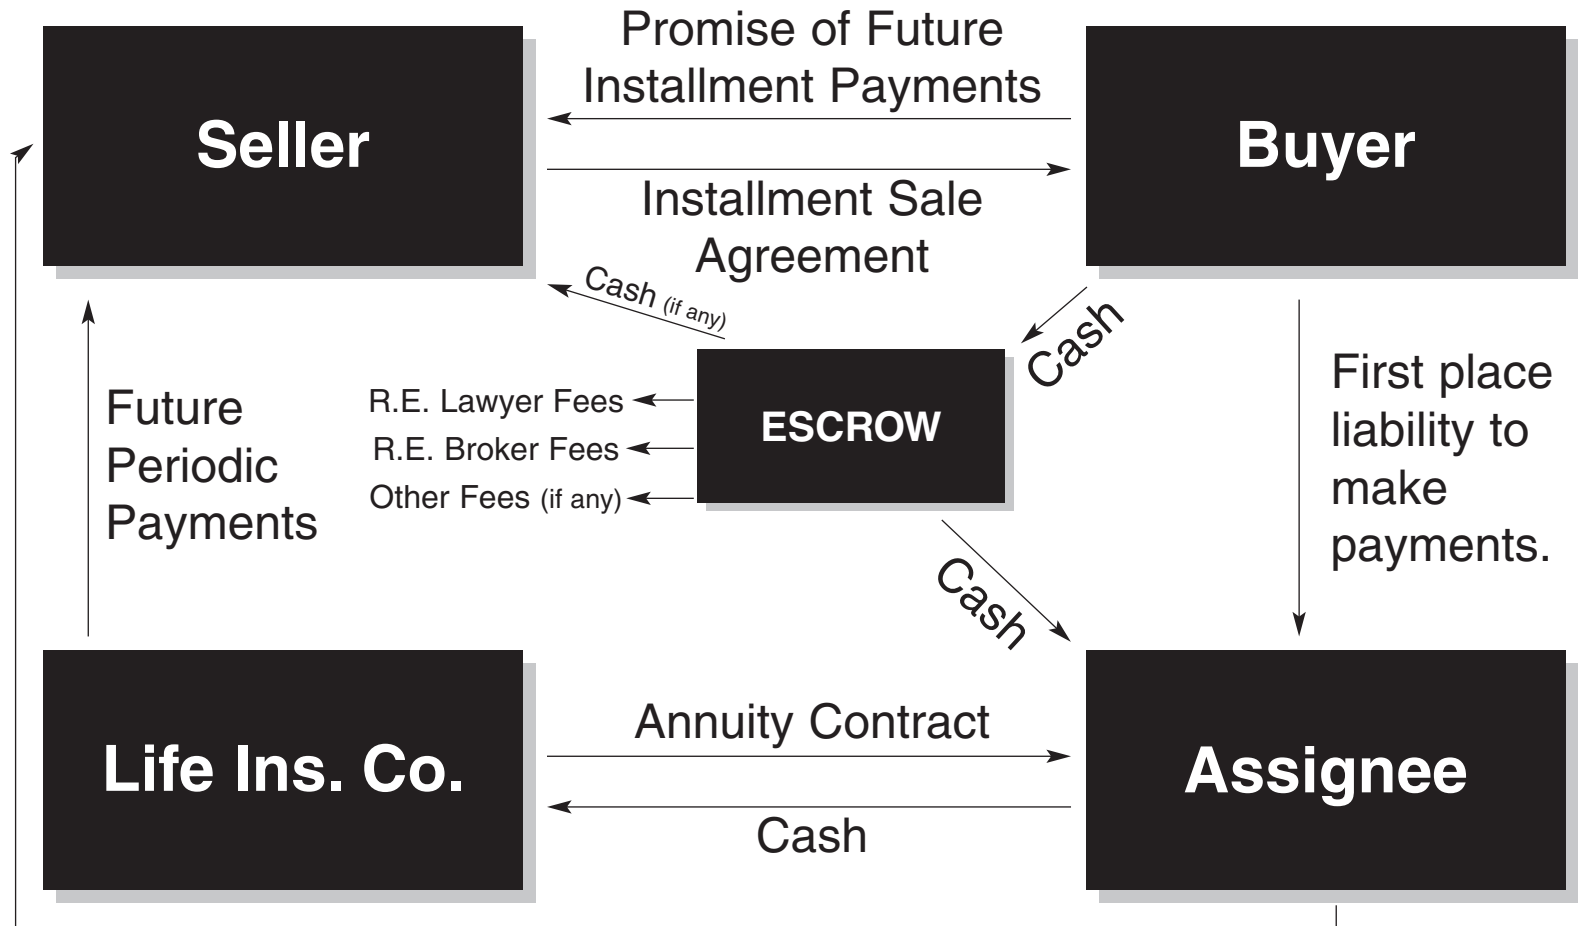 Promise of Future
Installment Payments
Seller
Buyer
Installment Sale
Agreement
Cash (if any)
Cash
ESCROW
R.E. Lawyer Fees
R.E. Broker Fees
Other Fees (if any)
First place
liability to
make
payments.
Future
Periodic
Payments
Cash
Annuity Contract
Life Ins. Co.
Assignee
Cash